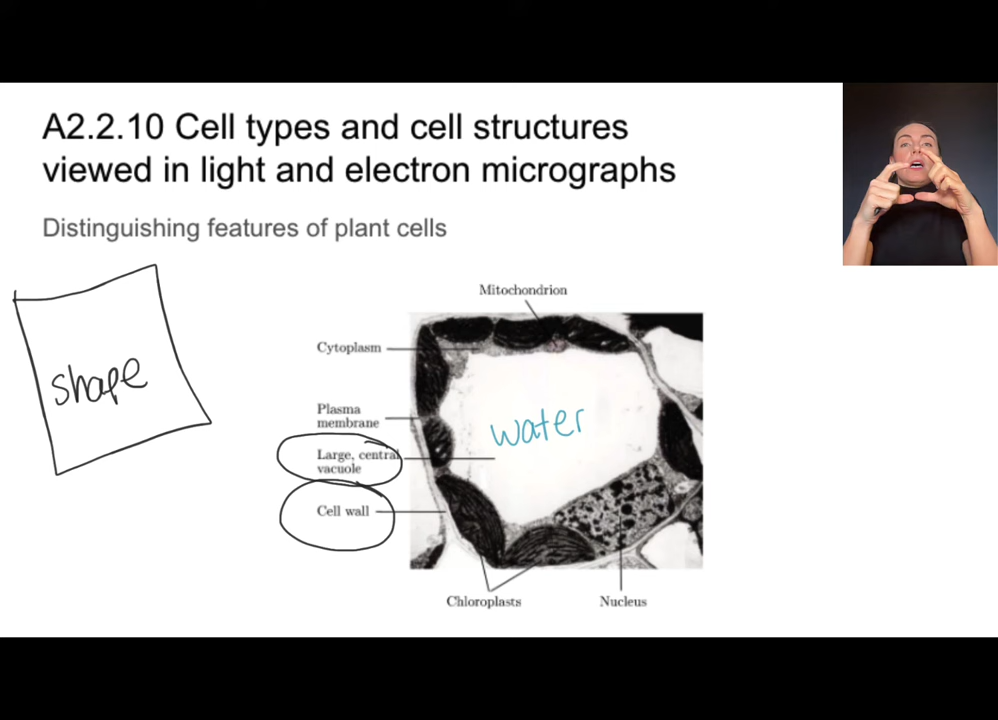 A2.2.10 Cell types and cell structures
viewed in light and electron micrographs
Distinguishing features of plant cells
shape
Mitochondrion
Cytoplasm
Plasma
membrane
water
Large, central
vacuole
Cell wall
Chloroplasts
Nucleus